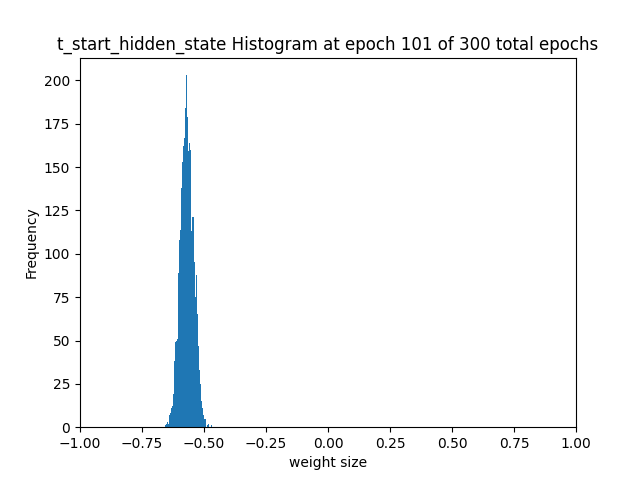 t_start_hidden_state Histogram at epoch 101 of 300 total epochs
200
175
150
125
100
75
50
25
0
Frequency
−1.00 −0.75 −0.50 −0.25 0.00 0.25 0.50 0.75 1.00
weight size